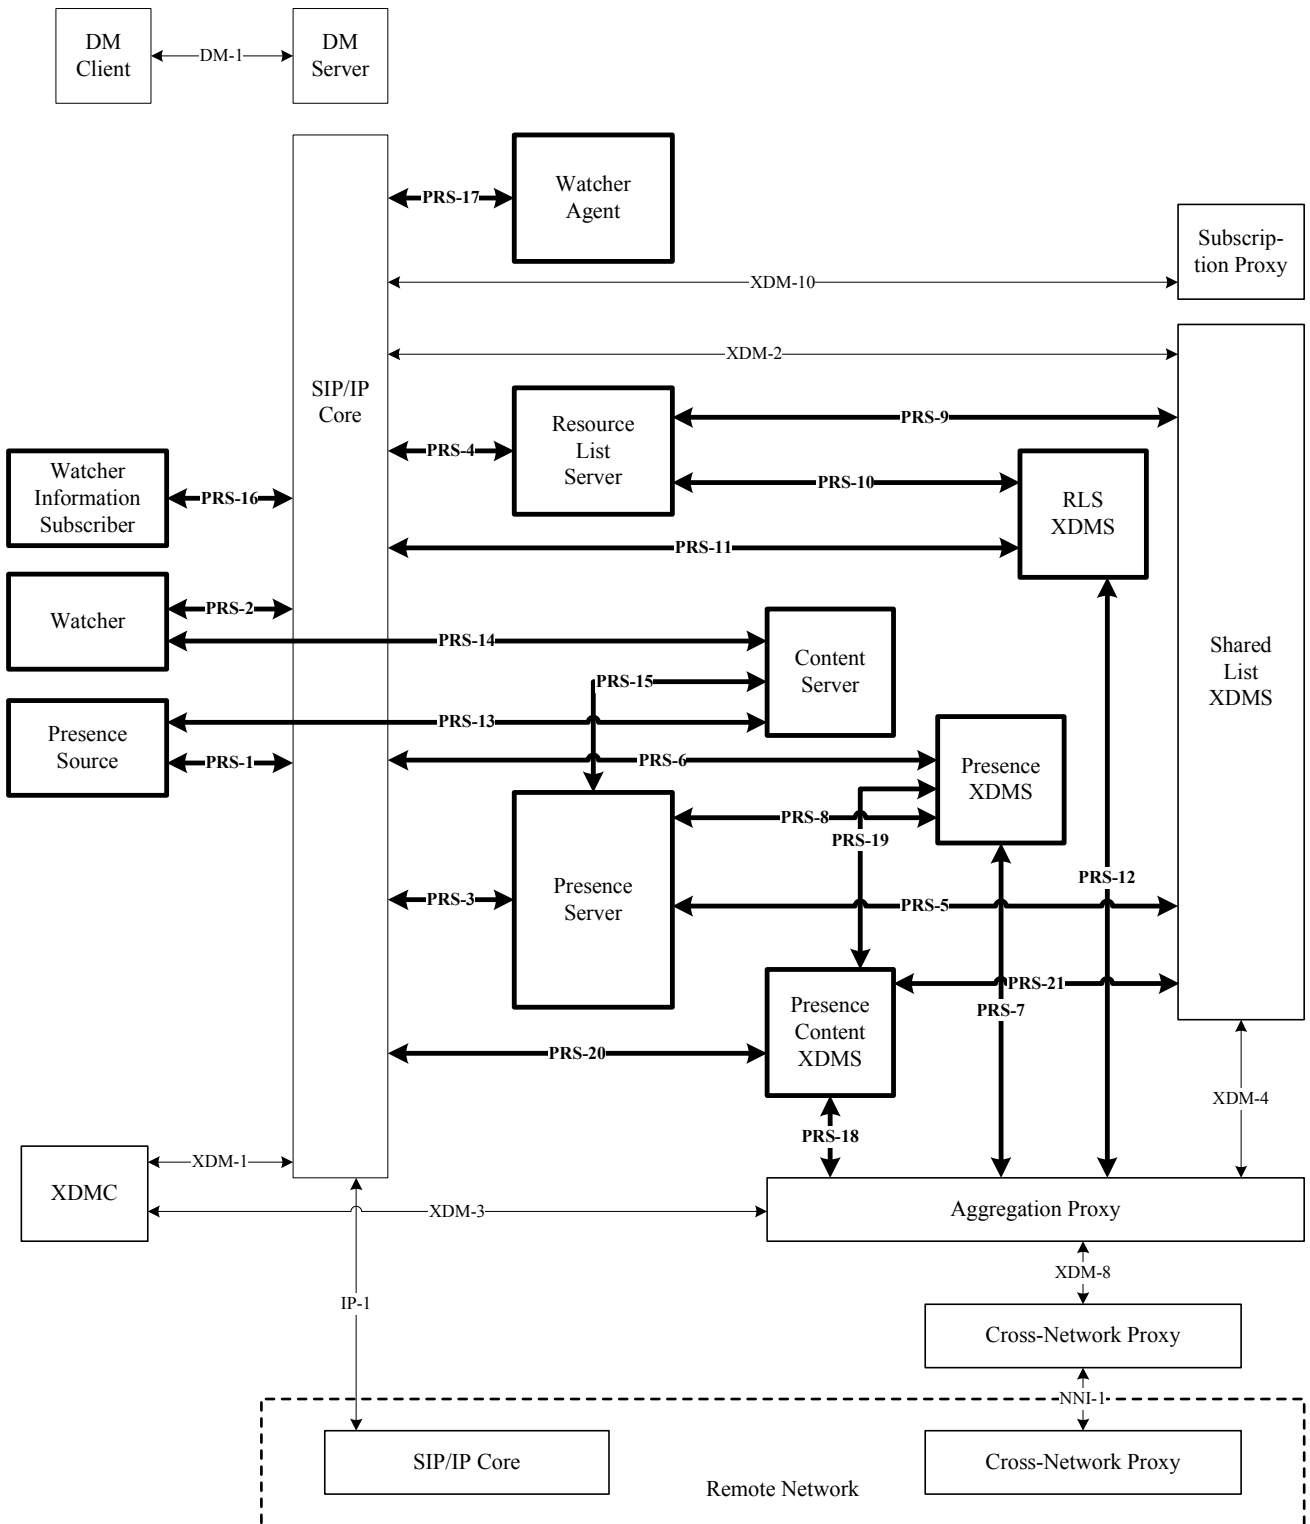 DM
Client
DM-1
DM
Server
PRS-17
Watcher
Agent
Subscrip-
tion Proxy
XDM-10
XDM-2
SIP/IP
Core
Resource
List
Server
PRS-9
PRS-4
Watcher
Information
Subscriber
PRS-16
PRS-10
RLS
XDMS
PRS-11
Watcher
PRS-2
PRS-14
Content
Server
Shared
List
XDMS
PRS-15
Presence
Source
PRS-13
PRS-1
PRS-6
Presence
XDMS
PRS-8
PRS-19
PRS-12
Presence
Server
PRS-3
PRS-5
PRS-21
Presence
Content
XDMS
PRS-7
PRS-20
XDM-4
PRS-18
XDM-1
XDMC
XDM-3
Aggregation Proxy
XDM-8
IP-1
Cross-Network Proxy
NNI-1
SIP/IP Core
Cross-Network Proxy
Remote Network